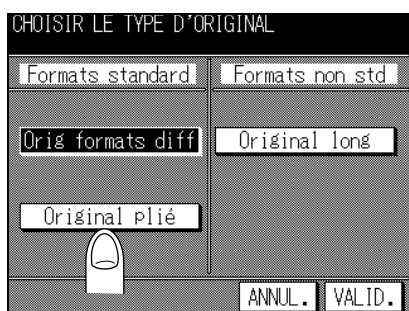 CHOISIR LE TYPE D'ORIGINAL
Formats standard
Formats non std
Orig formats diff
Original long
Original plié
ANNUL.
VALID.